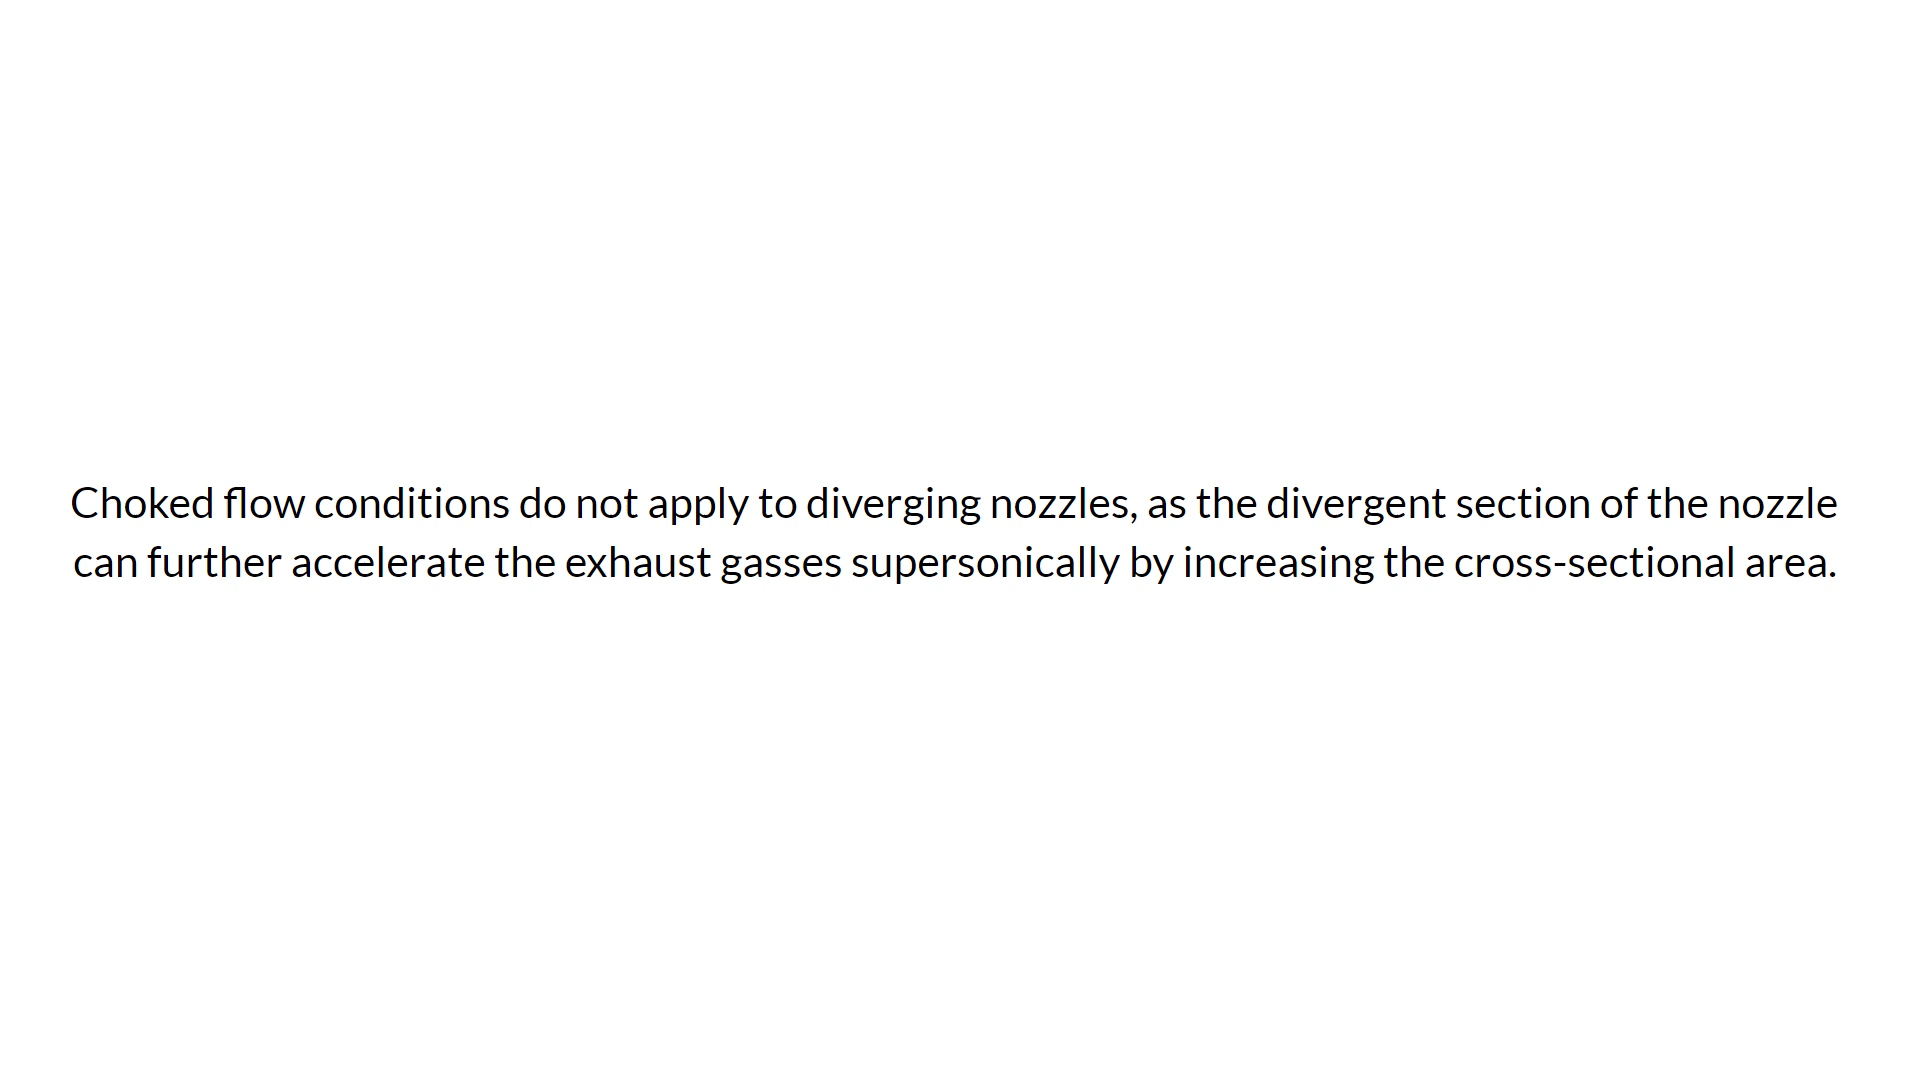 Choked flow conditions do not apply to diverging nozzles, as the divergent section of the nozzle
can further accelerate the exhaust gasses supersonically by increasing the cross-sectional area.